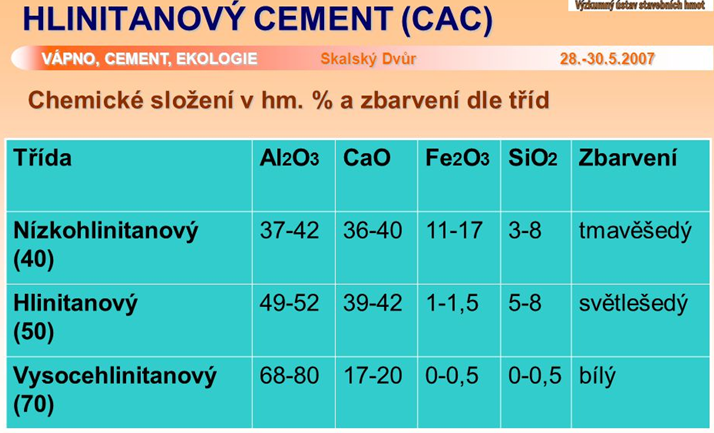 Výzkumný ústav stavebních hmot
HLINITANOVÝ CEMENT (CAC)
VÁPNO, CEMENT, EKOLOGIE Skalský Dvůr 28.-30.5.2007
Chemické složení v hm. % a zbarvení dle tříd
Třída Al2O3 CaO Fe2O3 SiO2 Zbarvení
Nízkohlinitanový 37-42 36-40 11-17 3-8 tmavěšedý
(40)
Hlinitanový 49-52 39-42 1-1,5 5-8 světlešedý
(50)
Vysocehlinitanový 68-80 17-20 0-0,5 0-0,5 bílý
(70)